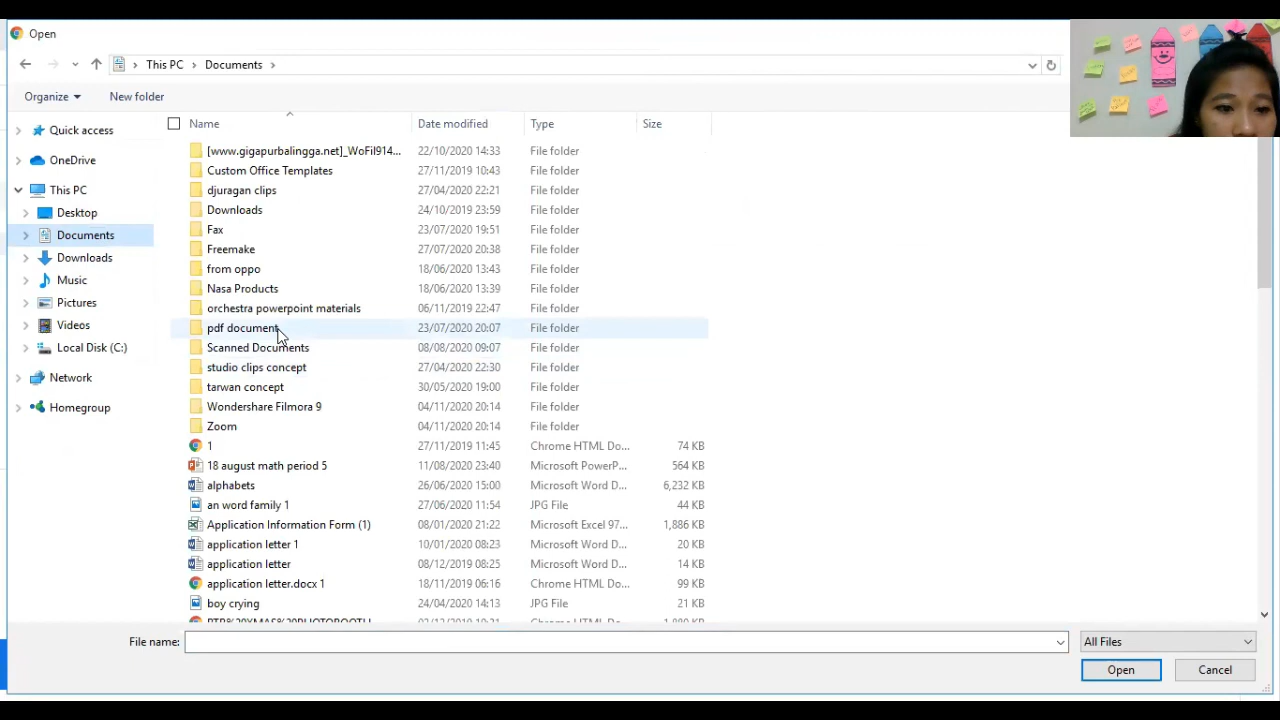 Open
This PC > Documents >
Organize New folder
Name Date modified Type Size
Quick access
OneDrive
This PC
Desktop
Documents
Downloads
Music
Pictures
Videos
Local Disk (C:)
Network
Homegroup
[www.gigapurbalingga.net]_WoFil914... 22/10/2020 14:33 File folder
Custom Office Templates 27/11/2019 10:43 File folder
djuragan clips 27/04/2020 22:21 File folder
Downloads 24/10/2019 23:59 File folder
Fax 23/07/2020 19:51 File folder
Freemake 27/07/2020 20:38 File folder
from oppo 18/06/2020 13:43 File folder
Nasa Products 18/06/2020 13:39 File folder
orchestra powerpoint materials 06/11/2019 22:47 File folder
pdf document 23/07/2020 20:07 File folder
Scanned Documents 08/08/2020 09:07 File folder
studio clips concept 27/04/2020 22:30 File folder
tarwan concept 30/05/2020 19:00 File folder
Wondershare Filmora 9 04/11/2020 20:14 File folder
Zoom 04/11/2020 20:14 File folder
1 27/11/2019 11:45 Chrome HTML Do... 74 KB
18 august math period 5 11/08/2020 23:40 Microsoft PowerP... 564 KB
alphabets 26/06/2020 15:00 Microsoft Word D... 6,232 KB
an word family 1 27/06/2020 11:54 JPG File 44 KB
Application Information Form (1) 08/01/2020 21:22 Microsoft Excel 97... 1,886 KB
application letter 1 10/01/2020 08:23 Microsoft Word D... 20 KB
application letter 08/12/2019 08:25 Microsoft Word D... 14 KB
application letter.docx 1 18/11/2019 06:16 Chrome HTML Do... 99 KB
boy crying 24/04/2020 14:13 JPG File 21 KB
File name: All Files
Open Cancel